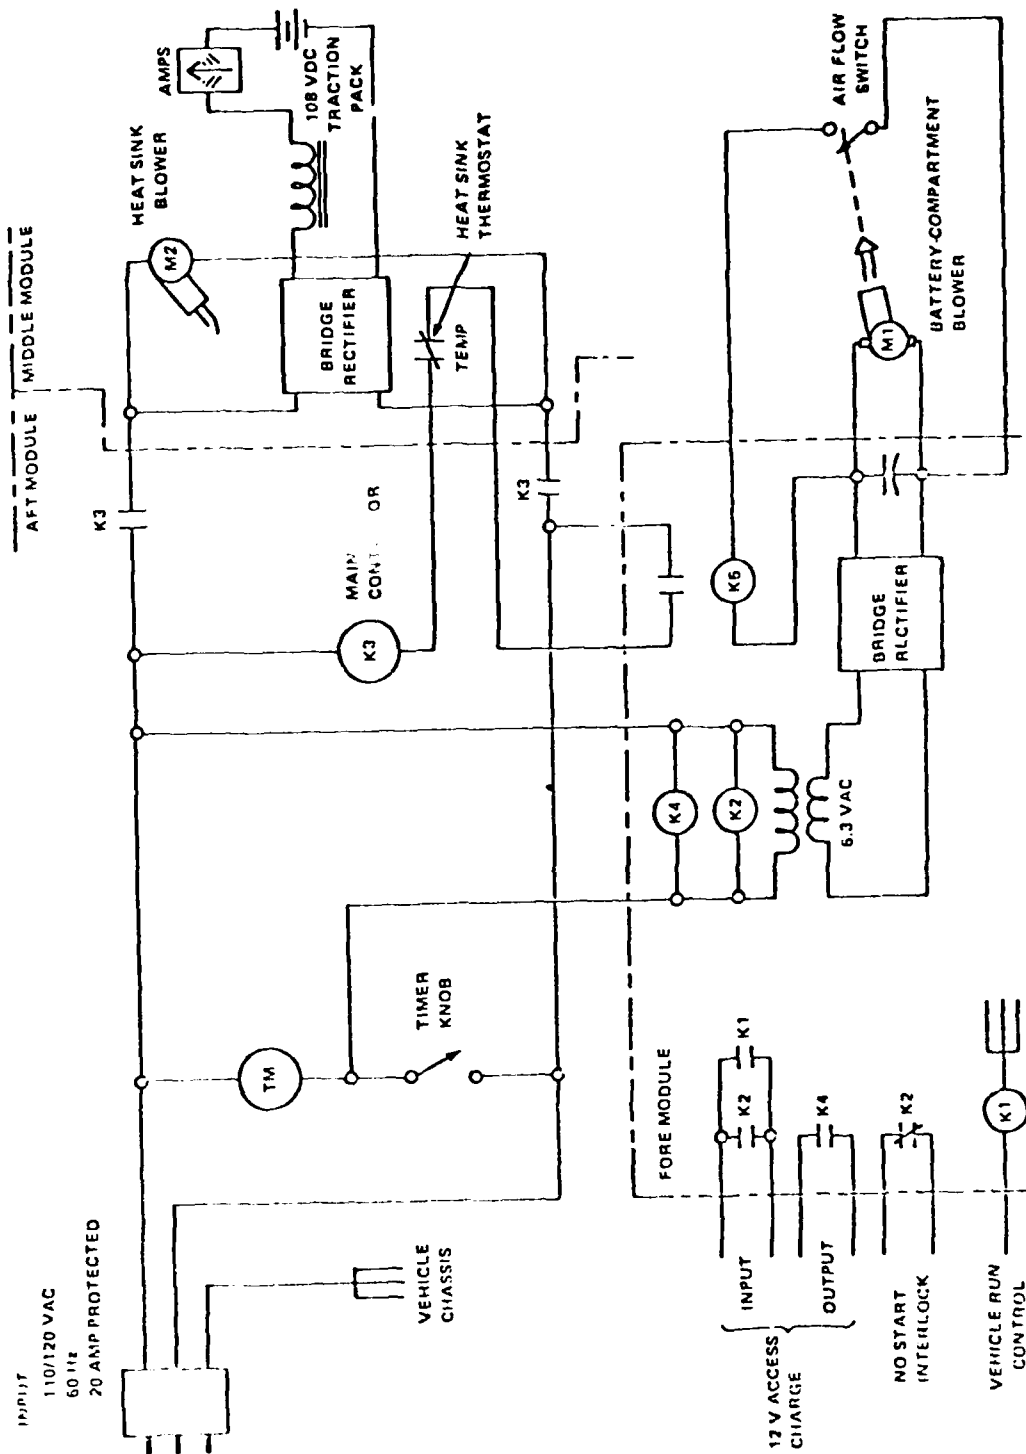 INPUT
110/120 VAC
60 Hz
20 AMP PROTECTED
VEHICLE
CHASSIS
TM
TIMER
KNOB
AFT MODULE
MIDDLE MODULE
K3
K3
MAIN
K3
HEAT SINK
BLOWER
M2
AMPS
108 VDC
TRACTION
PACK
BRIDGE
RECTIFIER
TEMP
HEAT SINK
THERMOSTAT
FORE MODULE
12 V ACCESS
CHARGE
INPUT
K2
K1
OUTPUT
K4
NO START
INTERLOCK
K2
VEHICLE RUN
CONTROL
K1
K4
K2
6.3 VAC
K6
BRIDGE
RLCTIFIER
M1
BATTERY-COMPARTMENT
BLOWER
AIR FLOW
SWITCH